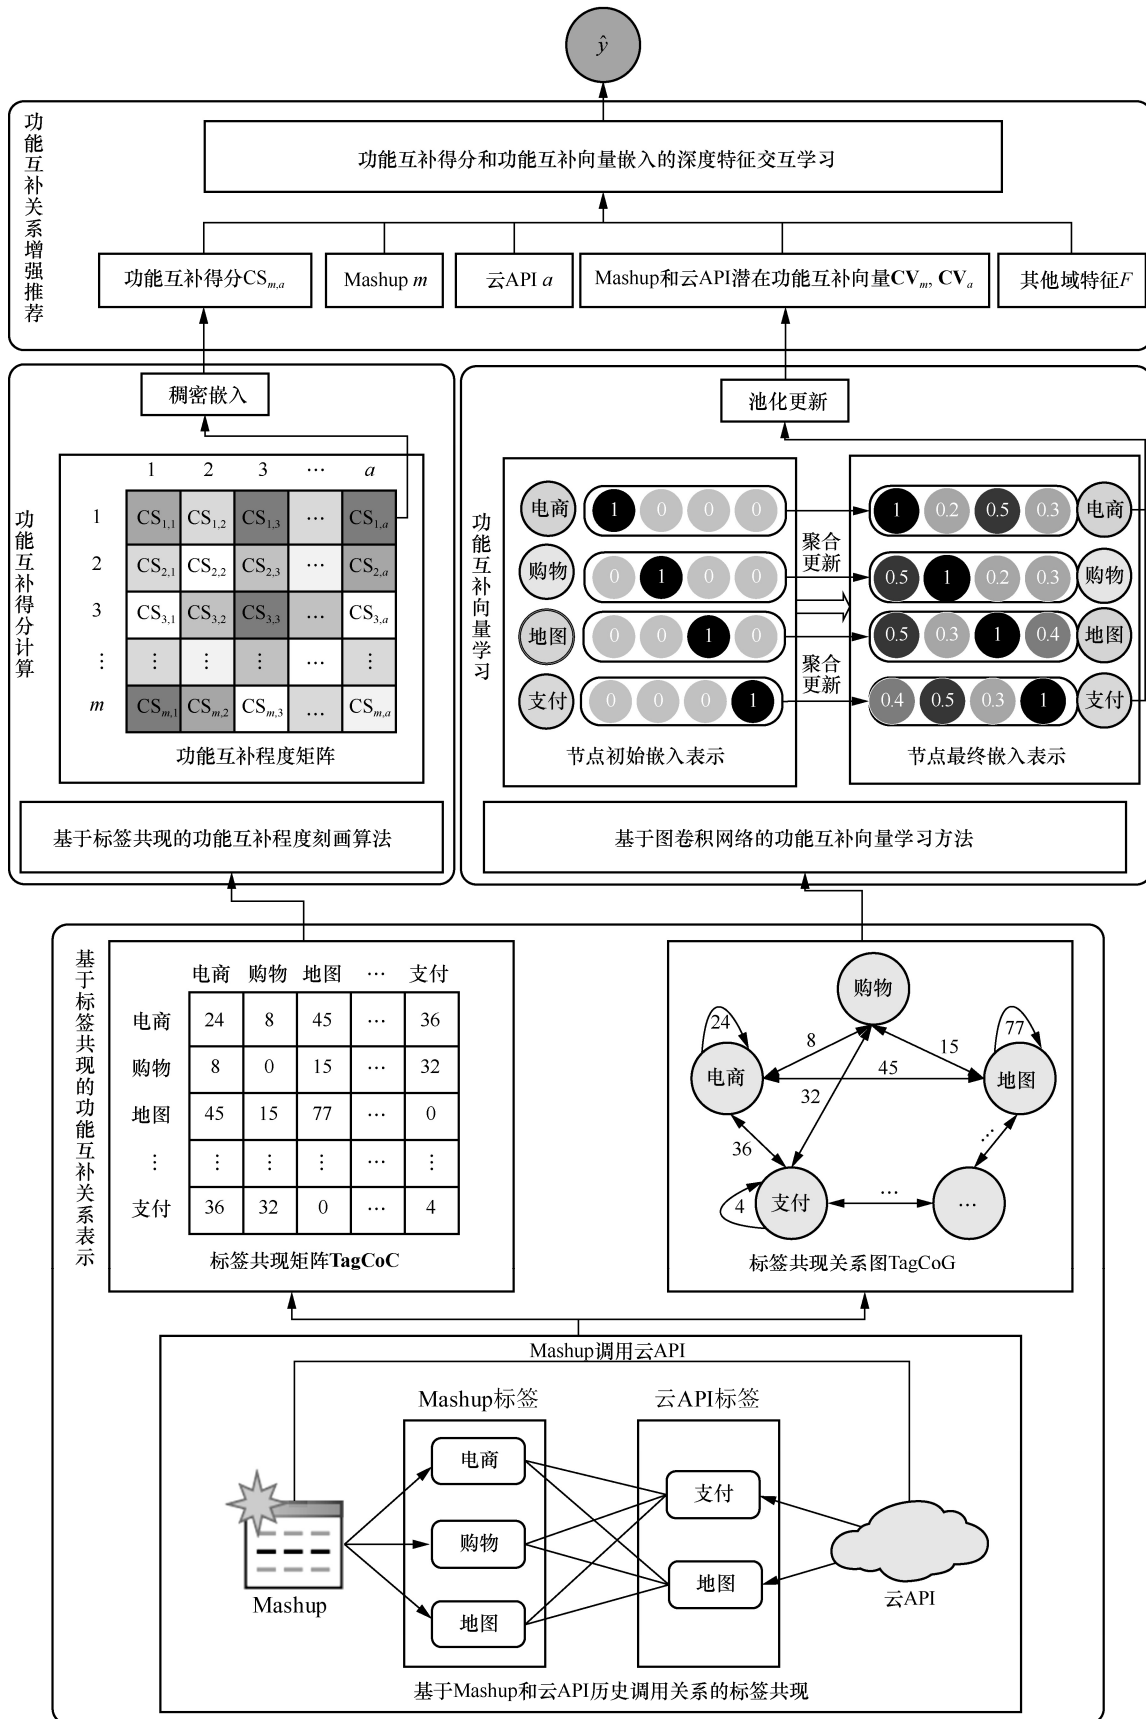 ŷ
功能互补关系增强推荐
功能互补得分和功能互补向量嵌入的深度特征交互学习
功能互补得分CSm,a
Mashup m
云API a
Mashup和云API潜在功能互补向量CVm, CVa
其他域特征F
功能互补得分计算
稠密嵌入
1 2 3 … a
1 CS1,1 CS1,2 CS1,3 … CS1,a
2 CS2,1 CS2,2 CS2,3 … CS2,a
3 CS3,1 CS3,2 CS3,3 … CS3,a
⋮ ⋮ ⋮ ⋮ … ⋮
m CSm,1 CSm,2 CSm,3 … CSm,a
功能互补程度矩阵
基于标签共现的功能互补程度刻画算法
功能互补向量学习
池化更新
电商 1 0 0 0
购物 0 1 0 0
地图 0 0 1 0
支付 0 0 0 1
节点初始嵌入表示
聚合
更新
聚合
更新
1 0.2 0.5 0.3 电商
0.5 1 0.2 0.3 购物
0.5 0.3 1 0.4 地图
0.4 0.5 0.3 1 支付
节点最终嵌入表示
基于图卷积网络的功能互补向量学习方法
基于标签共现的功能互补关系表示
电商 购物 地图 … 支付
电商 24 8 45 … 36
购物 8 0 15 … 32
地图 45 15 77 … 0
⋮ ⋮ ⋮ ⋮ … ⋮
支付 36 32 0 … 4
标签共现矩阵TagCoC
购物
24
77
8
15
电商
45
地图
32
36
…
4
支付
…
…
标签共现关系图TagCoG
Mashup调用云API
Mashup标签
云API标签
电商
购物
地图
支付
地图
Mashup
云API
基于Mashup和云API历史调用关系的标签共现